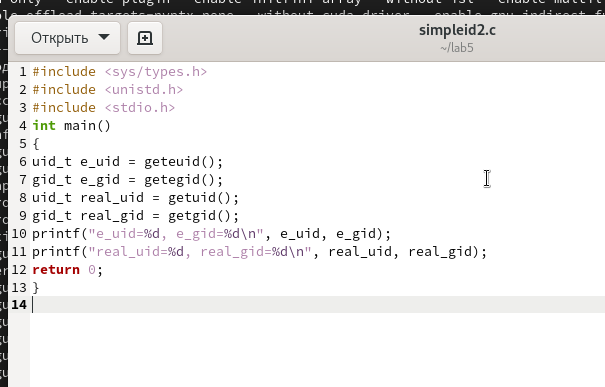 Открыть
simpleid2.c
~/lab5
1 #include <sys/types.h>
2 #include <unistd.h>
3 #include <stdio.h>
4 int main()
5 {
6 uid_t e_uid = geteuid();
7 gid_t e_gid = getegid();
8 uid_t real_uid = getuid();
9 gid_t real_gid = getgid();
10 printf("e_uid=%d, e_gid=%d\n", e_uid, e_gid);
11 printf("real_uid=%d, real_gid=%d\n", real_uid, real_gid);
12 return 0;
13 }
14